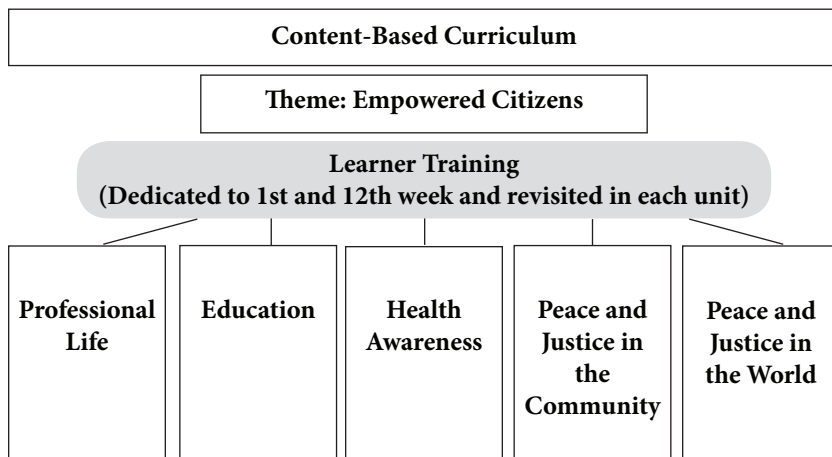 Content-Based Curriculum
Theme: Empowered Citizens
Learner Training
(Dedicated to 1st and 12th week and revisited in each unit)
Professional
Life
Education
Health
Awareness
Peace and
Justice in
the
Community
Peace and
Justice in
the World